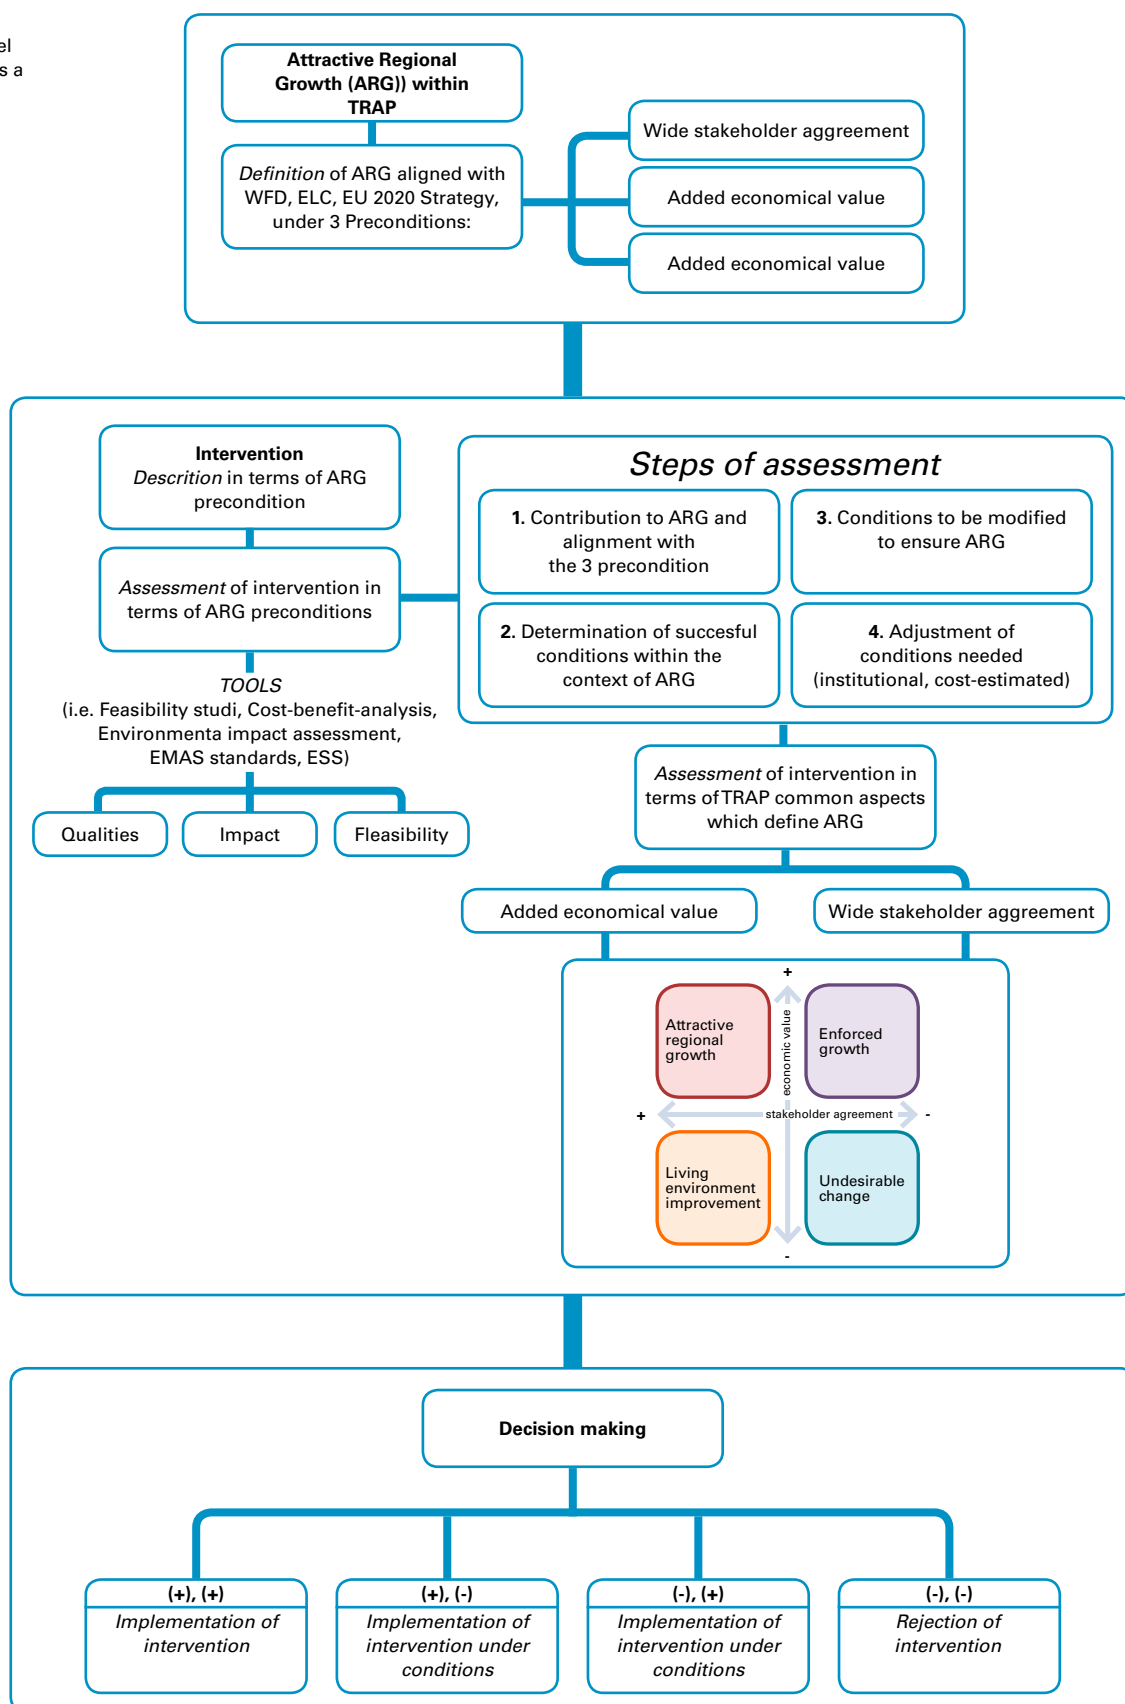 el
s a
Attractive Regional
Growth (ARG)) within
TRAP
Definition of ARG aligned with
WFD, ELC, EU 2020 Strategy,
under 3 Preconditions:
Wide stakeholder aggreement
Added economical value
Added economical value
Intervention
Descrition in terms of ARG
precondition
Assessment of intervention in
terms of ARG preconditions
TOOLS
(i.e. Feasibility studi, Cost-benefit-analysis,
Environmenta impact assessment,
EMAS standards, ESS)
Qualities
Impact
Fleasibility
Steps of assessment
1. Contribution to ARG and
alignment with
the 3 precondition
3. Conditions to be modified
to ensure ARG
2. Determination of succesful
conditions within the
context of ARG
4. Adjustment of
conditions needed
(institutional, cost-estimated)
Assessment of intervention in
terms of TRAP common aspects
which define ARG
Added economical value
Wide stakeholder aggreement
+
Attractive
regional
growth
economic value
Enforced
growth
+
stakeholder agreement
-
Living
environment
improvement
Undesirable
change
-
Decision making
(+), (+)
Implementation of
intervention
(+), (-)
Implementation of
intervention under
conditions
(-), (+)
Implementation of
intervention under
conditions
(-), (-)
Rejection of
intervention